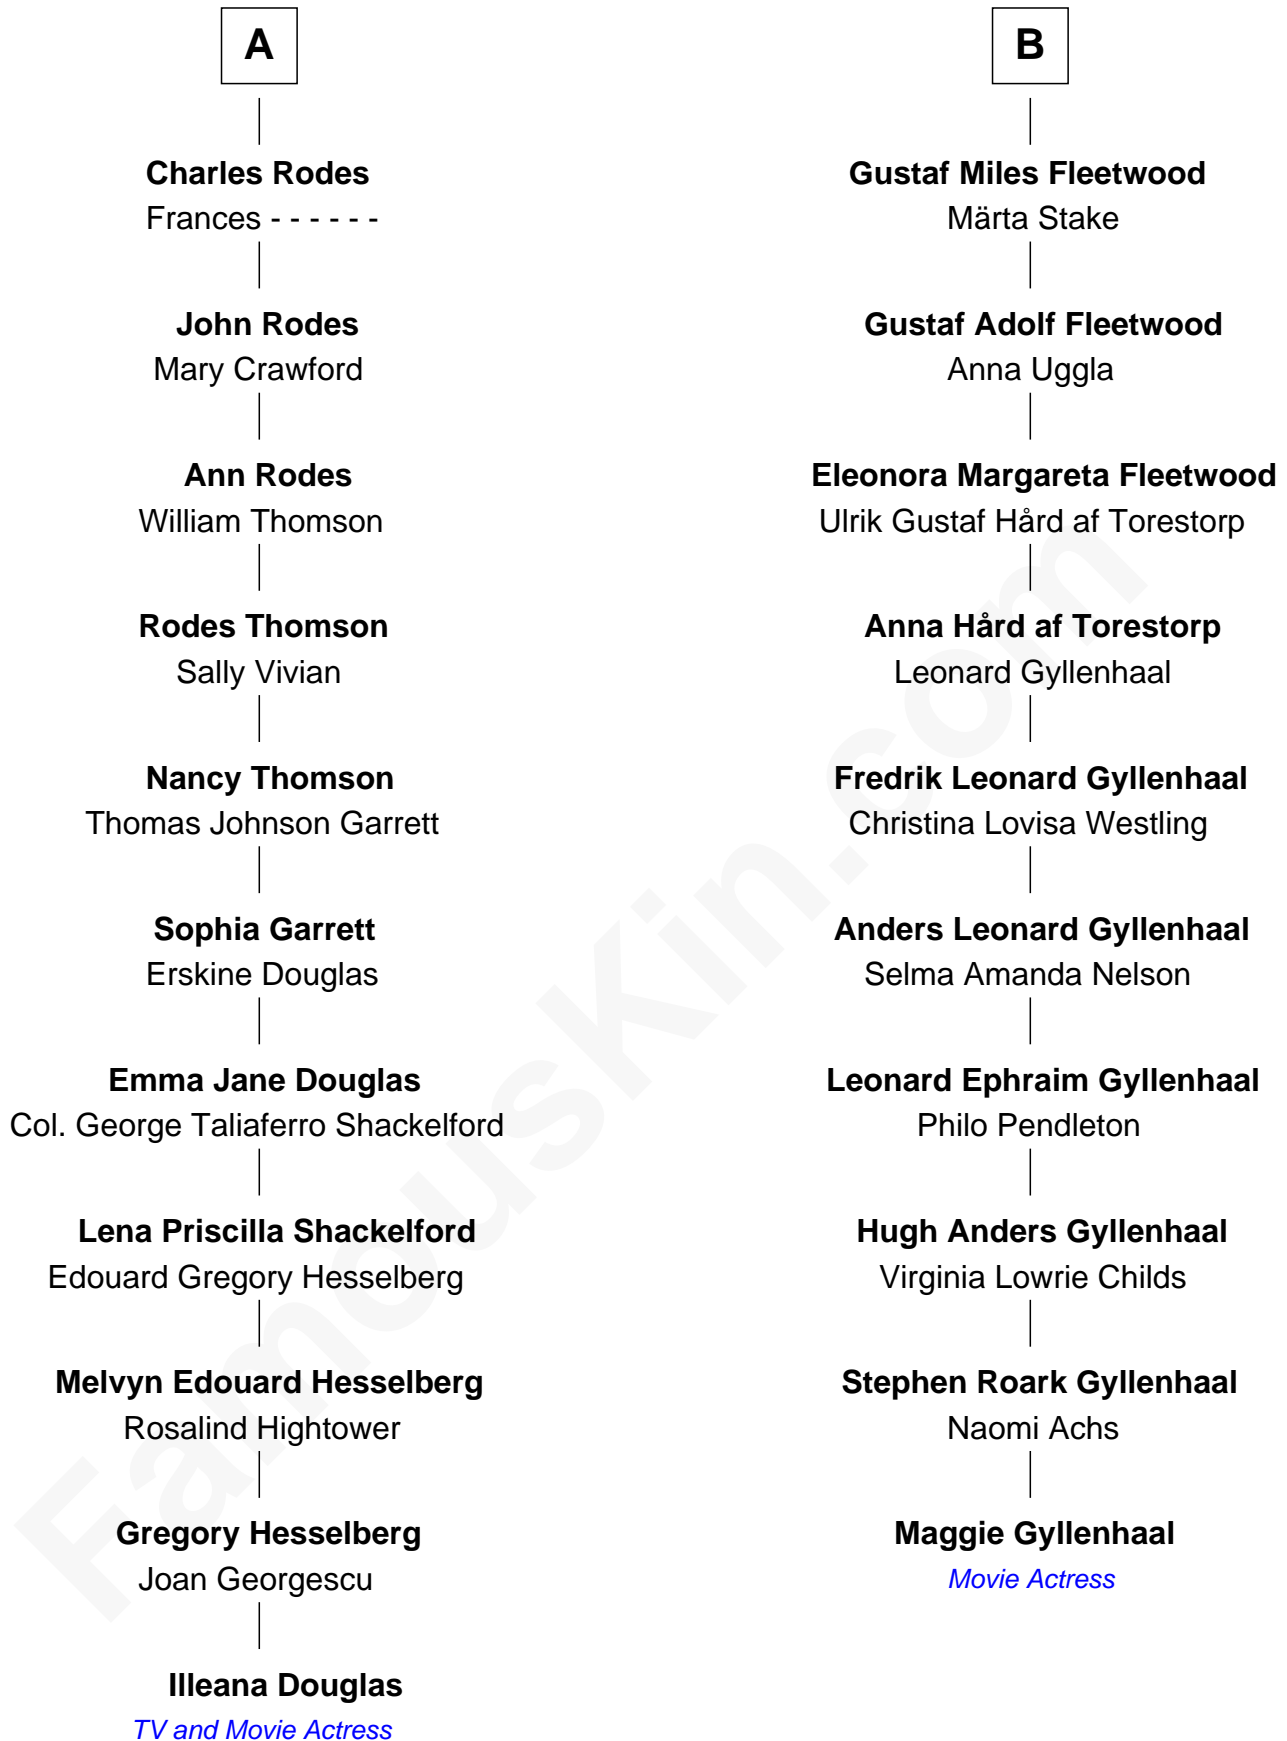 A
Charles Rodes
Frances - - - - - -
John Rodes
Mary Crawford
Ann Rodes
William Thomson
Rodes Thomson
Sally Vivian
Nancy Thomson
Thomas Johnson Garrett
Sophia Garrett
Erskine Douglas
Emma Jane Douglas
Col. George Taliaferro Shackelford
Lena Priscilla Shackelford
Edouard Gregory Hesselberg
Melvyn Edouard Hesselberg
Rosalind Hightower
Gregory Hesselberg
Joan Georgescu
Illeana Douglas
TV and Movie Actress
B
Gustaf Miles Fleetwood
Märta Stake
Gustaf Adolf Fleetwood
Anna Uggla
Eleonora Margareta Fleetwood
Ulrik Gustaf Hård af Torestorp
Anna Hård af Torestorp
Leonard Gyllenhaal
Fredrik Leonard Gyllenhaal
Christina Lovisa Westling
Anders Leonard Gyllenhaal
Selma Amanda Nelson
Leonard Ephraim Gyllenhaal
Philo Pendleton
Hugh Anders Gyllenhaal
Virginia Lowrie Childs
Stephen Roark Gyllenhaal
Naomi Achs
Maggie Gyllenhaal
Movie Actress
FamousKin.com